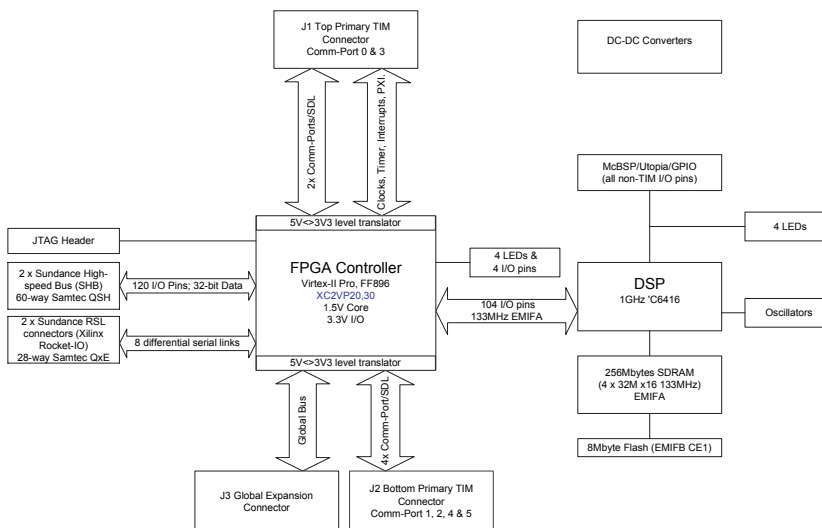 J1 Top Primary TIM
Connector
Comm-Port 0 & 3
DC-DC Converters
2x Comm-Ports/SDL
Clocks, Timer, Interrupts, PXI.
McBSP/Utopia/GPIO
(all non-TIM I/O pins)
4 LEDs
5V<>3V3 level translator
JTAG Header
FPGA Controller
Virtex-II Pro, FF896
XC2VP20,30
1.5V Core
3.3V I/O
4 LEDs &
4 I/O pins
2 x Sundance High-
speed Bus (SHB)
60-way Samtec QSH
120 I/O Pins; 32-bit Data
104 I/O pins
133MHz EMIFA
DSP
1GHz 'C6416
Oscillators
2 x Sundance RSL
connectors (Xilinx
Rocket-IO)
28-way Samtec QxE
8 differential serial links
5V<>3V3 level translator
256Mbytes SDRAM
(4 x 32M x16 133MHz)
EMIFA
8Mbyte Flash (EMIFB CE1)
Global Bus
4x Comm-Port/SDL
J3 Global Expansion
Connector
J2 Bottom Primary TIM
Connector
Comm-Port 1, 2, 4 & 5